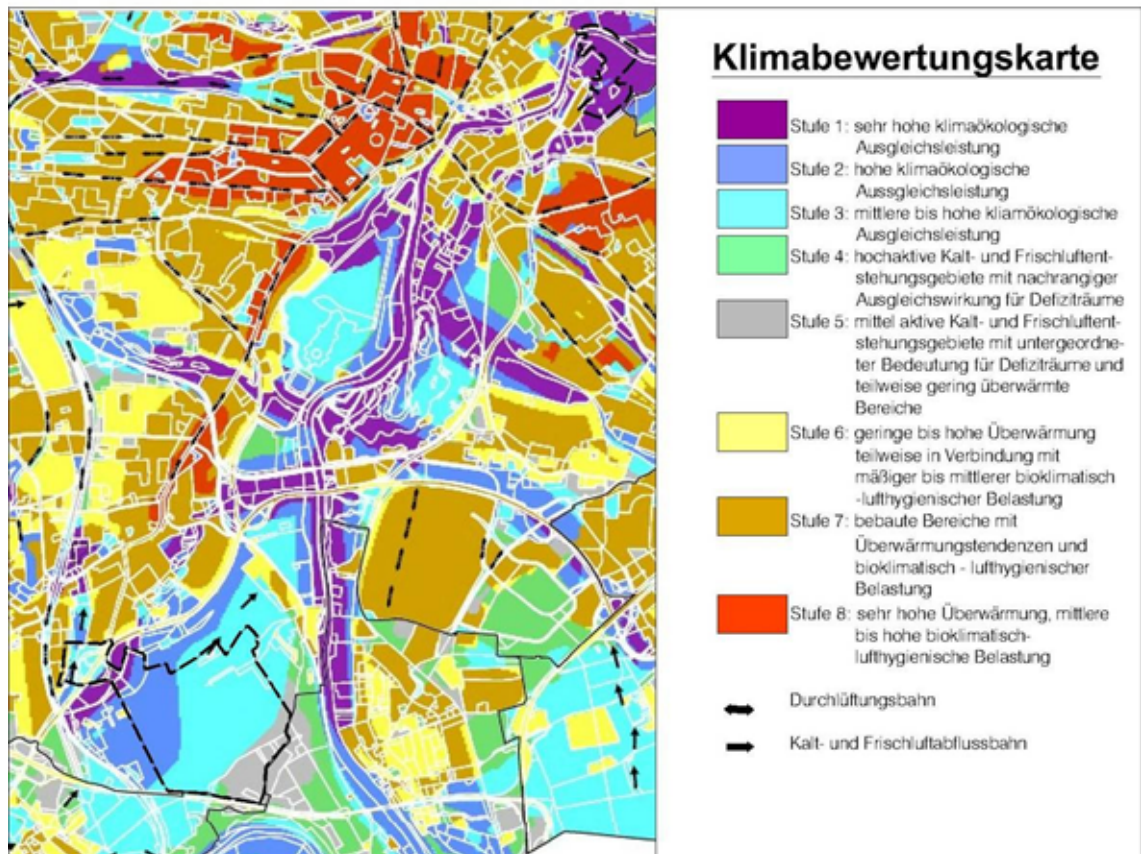 Klimabewertungskarte
Stufe 1: sehr hohe klimaökologische
Ausgleichsleistung
Stufe 2: hohe klimaökologische
Aussgleichsleistung
Stufe 3: mittlere bis hohe kliamökologische
Ausgleichsleistung
Stufe 4: hochaktive Kalt- und Frischluftent-
stehungsgebiete mit nachrangiger
Ausgleichswirkung für Defiziträume
Stufe 5: mittel aktive Kalt- und Frischluftent-
stehungsgebiete mit untergeordne-
ter Bedeutung für Defiziträume und
teilweise gering überwärmte
Bereiche
Stufe 6: geringe bis hohe Überwärmung
teilweise in Verbindung mit
mäßiger bis mittlerer bioklimatisch
-lufthygienischer Belastung
Stufe 7: bebaute Bereiche mit
Überwärmungstendenzen und
bioklimatisch - lufthygienischer
Belastung
Stufe 8: sehr hohe Überwärmung, mittlere
bis hohe bioklimatisch-
lufthygienische Belastung
Durchlüftungsbahn
Kalt- und Frischluftabflussbahn